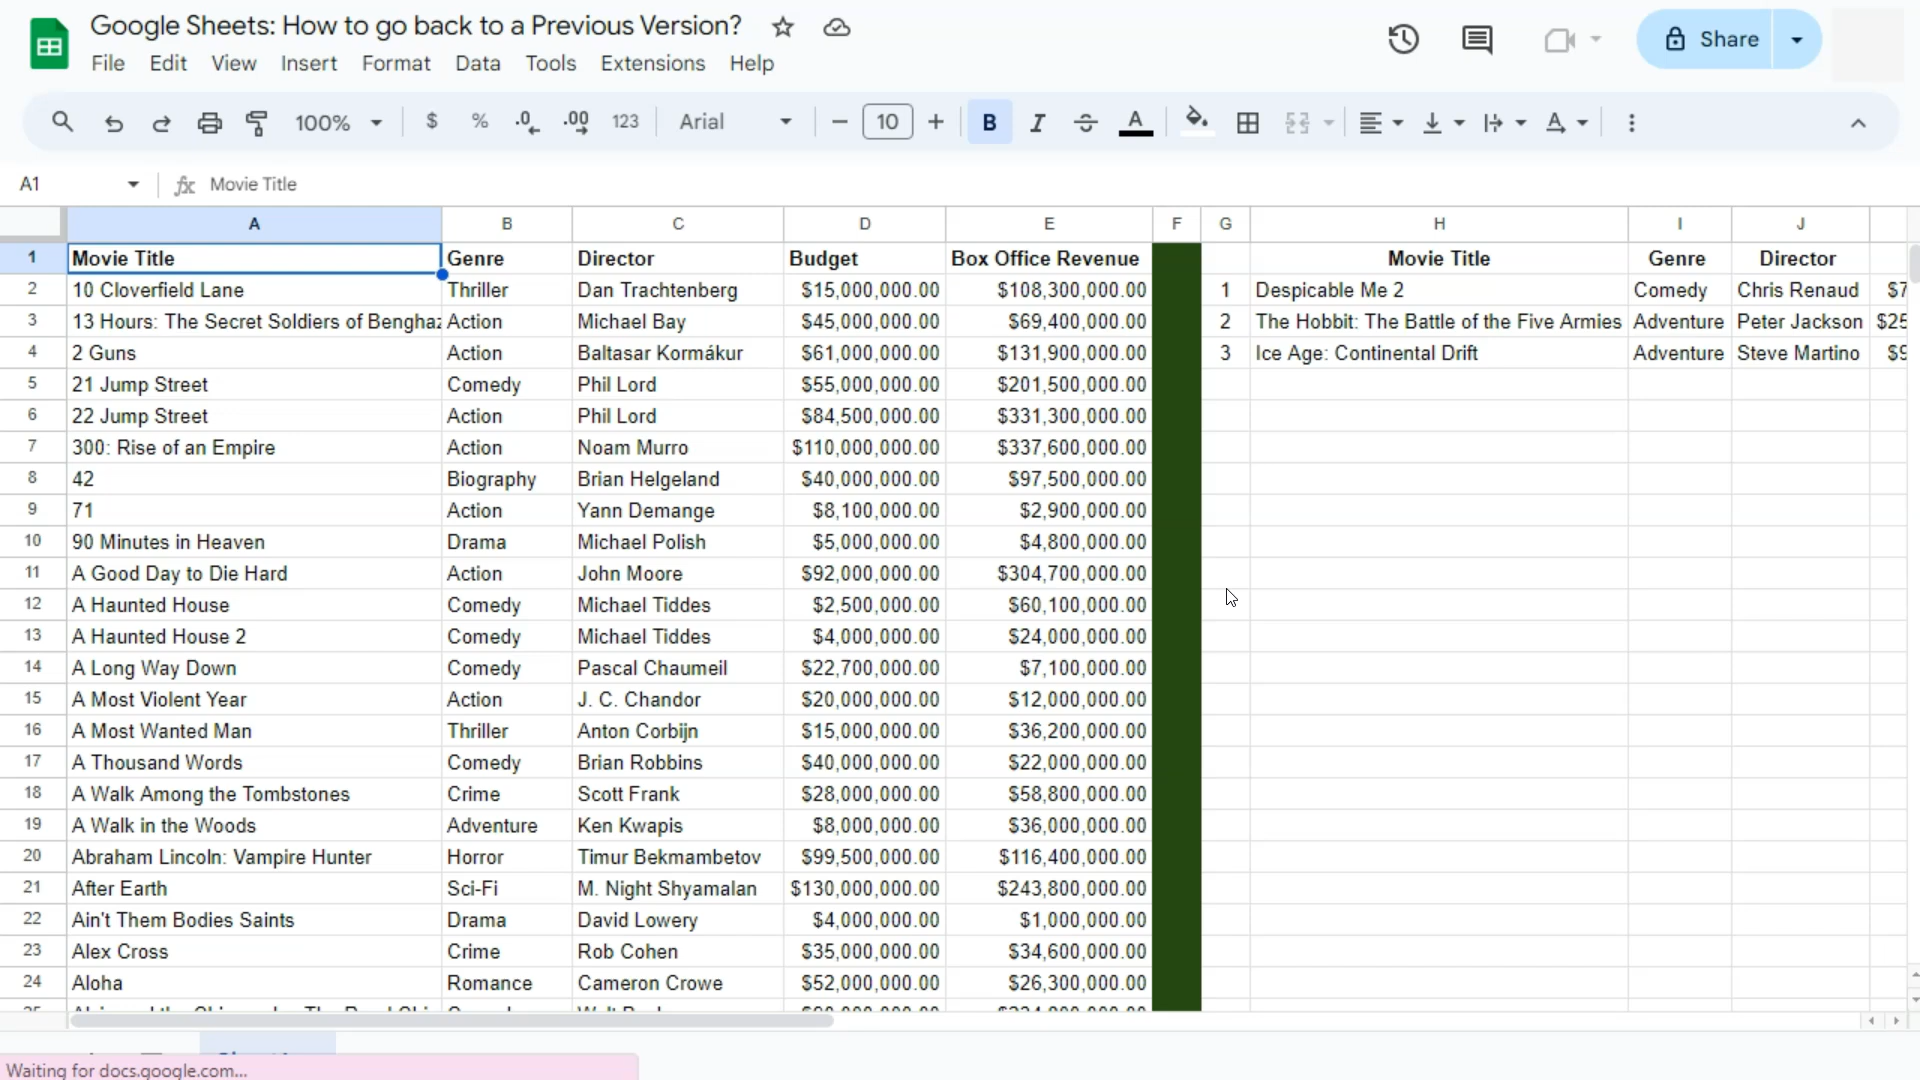 Google Sheets: How to go back to a Previous Version?
Share
File Edit View Insert Format Data Tools Extensions Help
100% $ % .0 .00 123 Arial 10 B I S A A
A1 fx Movie Title
A B C D E F G H I J
1 Movie Title Genre Director Budget Box Office Revenue Movie Title Genre Director
2 10 Cloverfield Lane Thriller Dan Trachtenberg $15,000,000.00 $108,300,000.00 1 Despicable Me 2 Comedy Chris Renaud $7
3 13 Hours: The Secret Soldiers of Benghaz Action Michael Bay $45,000,000.00 $69,400,000.00 2 The Hobbit: The Battle of the Five Armies Adventure Peter Jackson $25
4 2 Guns Action Baltasar Kormákur $61,000,000.00 $131,900,000.00 3 Ice Age: Continental Drift Adventure Steve Martino $9
5 21 Jump Street Comedy Phil Lord $55,000,000.00 $201,500,000.00
6 22 Jump Street Action Phil Lord $84,500,000.00 $331,300,000.00
7 300: Rise of an Empire Action Noam Murro $110,000,000.00 $337,600,000.00
8 42 Biography Brian Helgeland $40,000,000.00 $97,500,000.00
9 71 Action Yann Demange $8,100,000.00 $2,900,000.00
10 90 Minutes in Heaven Drama Michael Polish $5,000,000.00 $4,800,000.00
11 A Good Day to Die Hard Action John Moore $92,000,000.00 $304,700,000.00
12 A Haunted House Comedy Michael Tiddes $2,500,000.00 $60,100,000.00
13 A Haunted House 2 Comedy Michael Tiddes $4,000,000.00 $24,000,000.00
14 A Long Way Down Comedy Pascal Chaumeil $22,700,000.00 $7,100,000.00
15 A Most Violent Year Action J. C. Chandor $20,000,000.00 $12,000,000.00
16 A Most Wanted Man Thriller Anton Corbijn $15,000,000.00 $36,200,000.00
17 A Thousand Words Comedy Brian Robbins $40,000,000.00 $22,000,000.00
18 A Walk Among the Tombstones Crime Scott Frank $28,000,000.00 $58,800,000.00
19 A Walk in the Woods Adventure Ken Kwapis $8,000,000.00 $36,000,000.00
20 Abraham Lincoln: Vampire Hunter Horror Timur Bekmambetov $99,500,000.00 $116,400,000.00
21 After Earth Sci-Fi M. Night Shyamalan $130,000,000.00 $243,800,000.00
22 Ain't Them Bodies Saints Drama David Lowery $4,000,000.00 $1,000,000.00
23 Alex Cross Crime Rob Cohen $35,000,000.00 $34,600,000.00
24 Aloha Romance Cameron Crowe $52,000,000.00 $26,300,000.00
Waiting for docs.google.com...